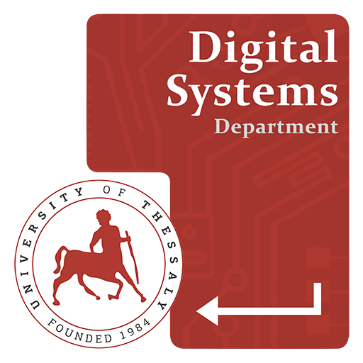 Digital
Systems
Department
UNIVERSITY OF THESSALY
FOUNDED 1984